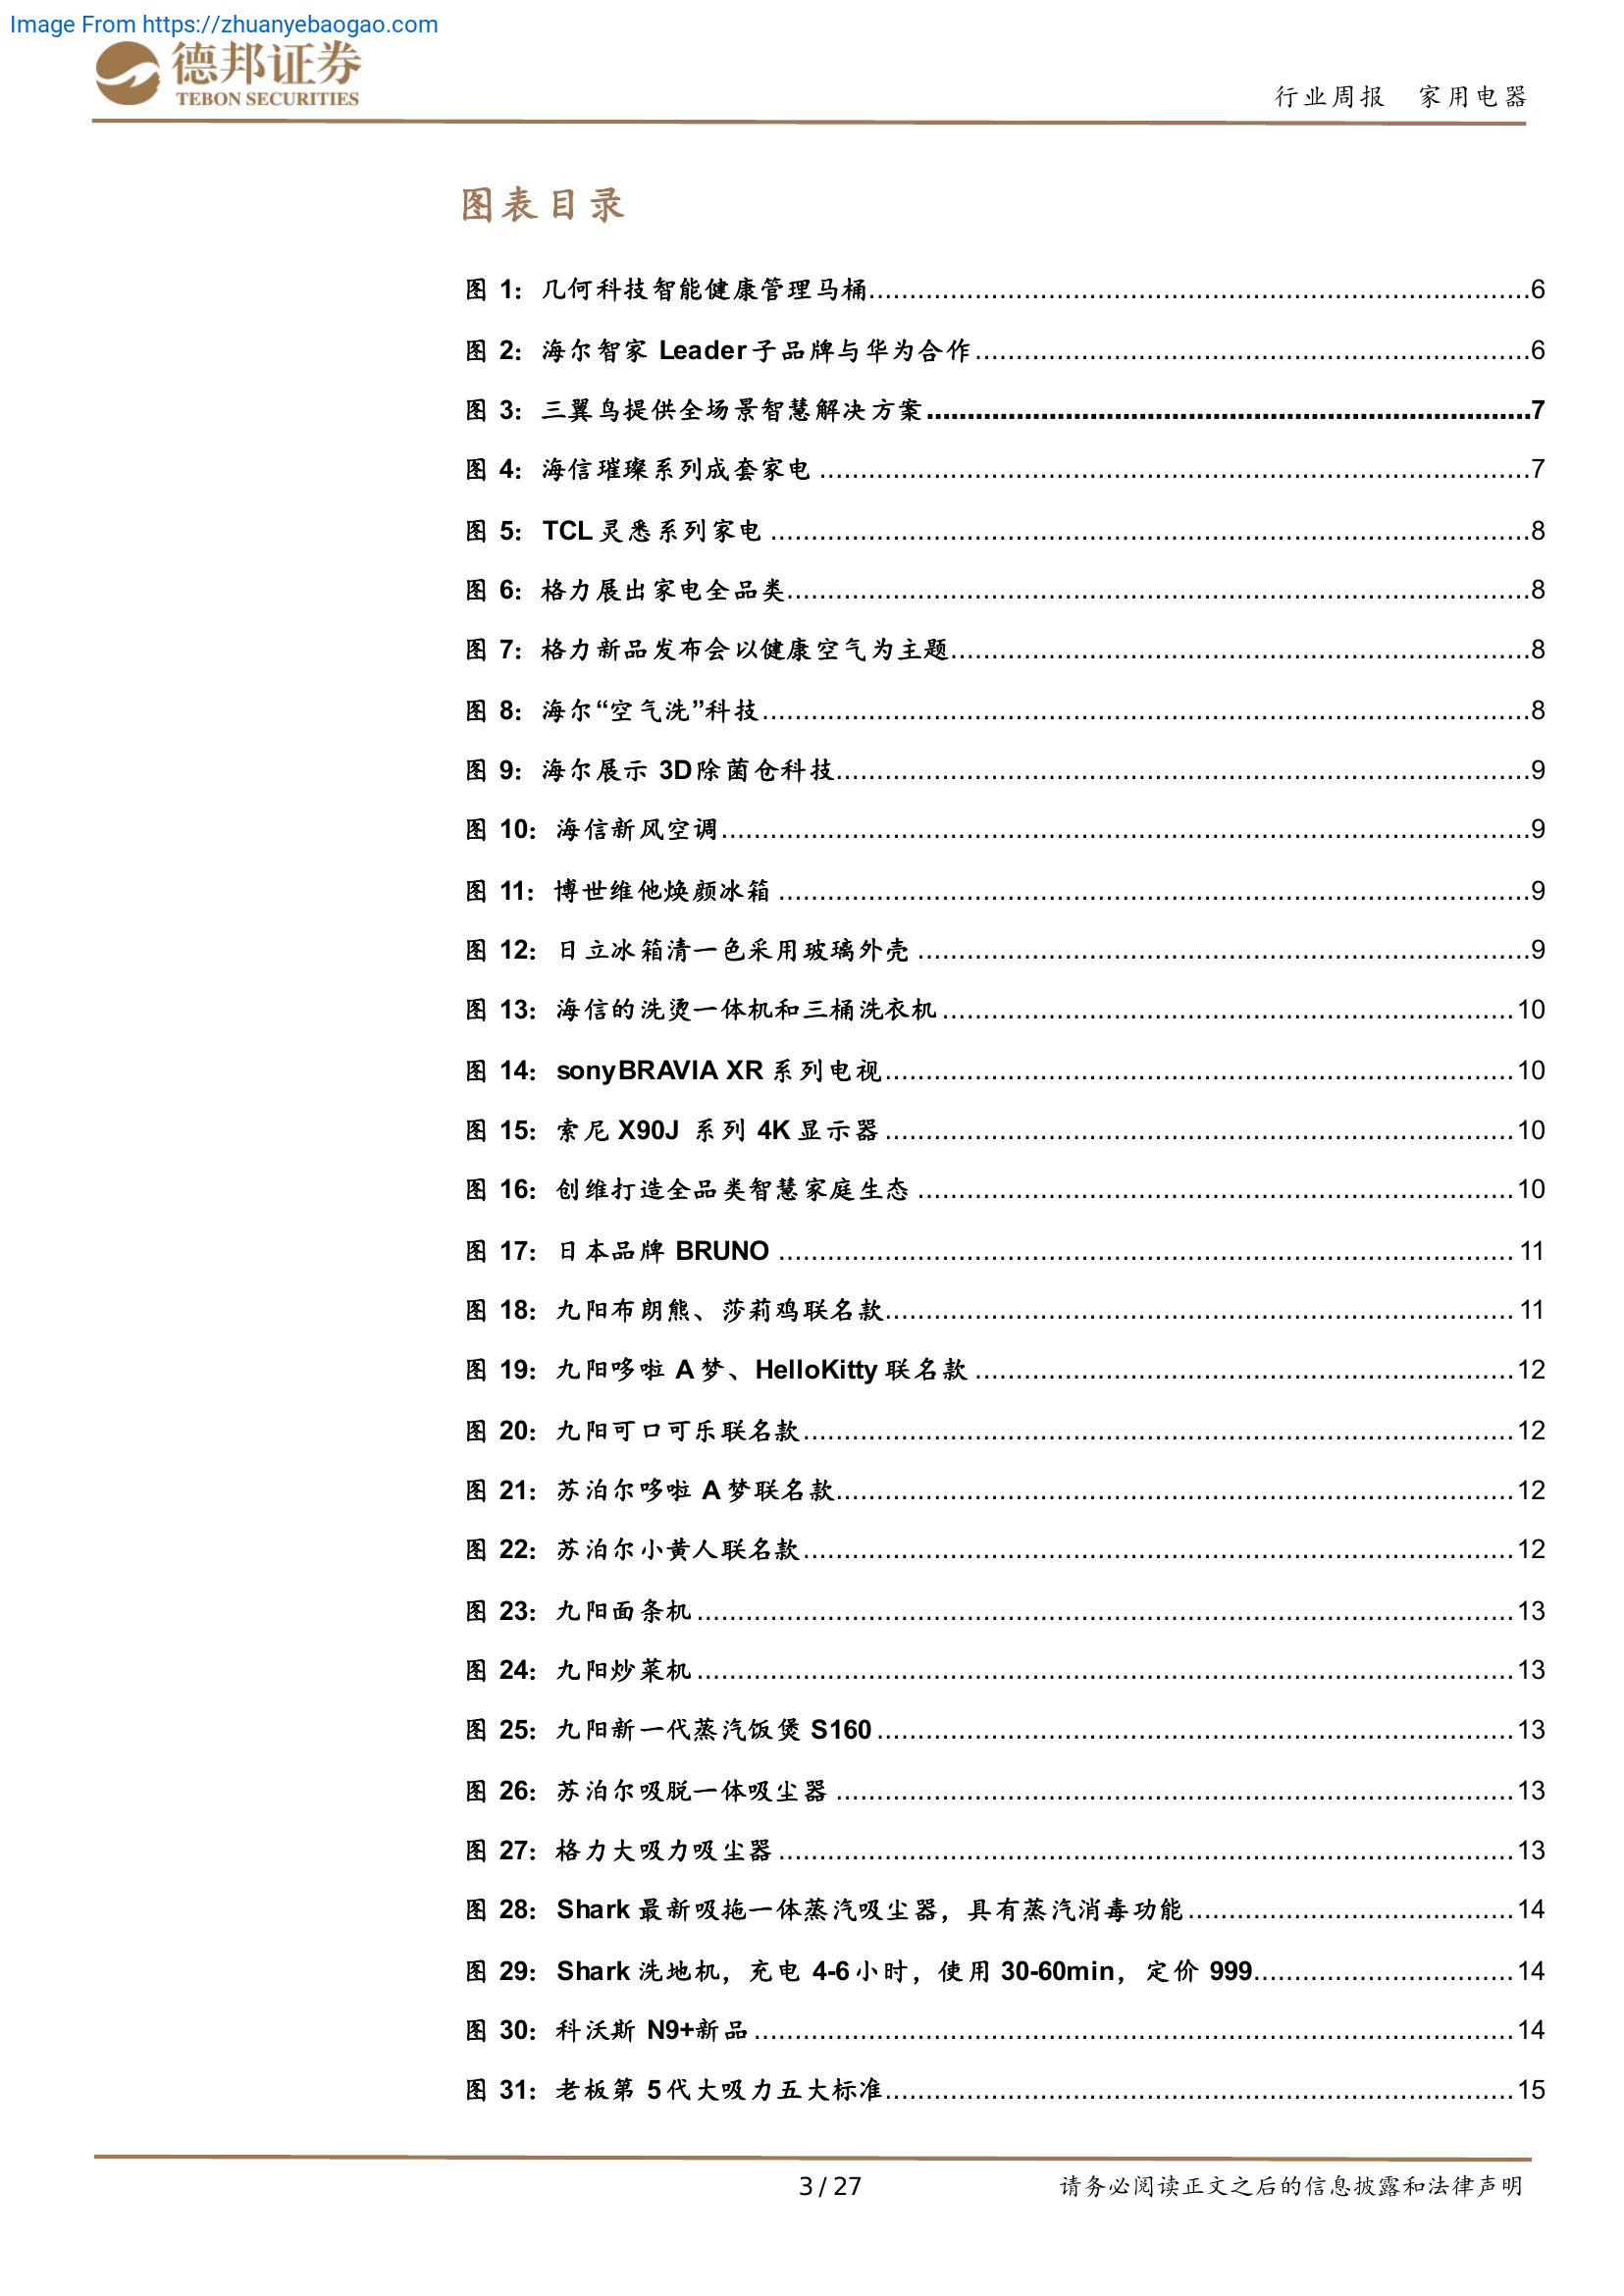 Image From https://zhuanyebaogao.com
德邦证券
TEBON SECURITIES
行业周报 家用电器
图表目录
图 1：几何科技智能健康管理马桶................................................................................6
图 2：海尔智家 Leader子品牌与华为合作....................................................................6
图 3：三翼鸟提供全场景智慧解决方案.........................................................................7
图 4：海信璀璨系列成套家电 ......................................................................................7
图 5：TCL灵悉系列家电 ............................................................................................8
图 6：格力展出家电全品类..........................................................................................8
图 7：格力新品发布会以健康空气为主题......................................................................8
图 8：海尔“空气洗”科技.............................................................................................8
图 9：海尔展示 3D除菌仓科技....................................................................................9
图 10：海信新风空调..................................................................................................9
图 11：博世维他焕颜冰箱 ...........................................................................................9
图 12：日立冰箱清一色采用玻璃外壳 ..........................................................................9
图 13：海信的洗烫一体机和三桶洗衣机.....................................................................10
图 14：sonyBRAVIA XR 系列电视............................................................................10
图 15：索尼 X90J 系列 4K 显示器............................................................................10
图 16：创维打造全品类智慧家庭生态 ........................................................................10
图 17：日本品牌 BRUNO ......................................................................................... 11
图 18：九阳布朗熊、莎莉鸡联名款............................................................................ 11
图 19：九阳哆啦 A 梦、HelloKitty 联名款 .................................................................12
图 20：九阳可口可乐联名款......................................................................................12
图 21：苏泊尔哆啦 A 梦联名款..................................................................................12
图 22：苏泊尔小黄人联名款......................................................................................12
图 23：九阳面条机...................................................................................................13
图 24：九阳炒菜机...................................................................................................13
图 25：九阳新一代蒸汽饭煲 S160.............................................................................13
图 26：苏泊尔吸脱一体吸尘器 ..................................................................................13
图 27：格力大吸力吸尘器 .........................................................................................13
图 28：Shark 最新吸拖一体蒸汽吸尘器，具有蒸汽消毒功能.......................................14
图 29：Shark 洗地机，充电 4-6小时，使用 30-60min，定价 999................................14
图 30：科沃斯 N9+新品............................................................................................14
图 31：老板第 5代大吸力五大标准............................................................................15
3 / 27
请务必阅读正文之后的信息披露和法律声明